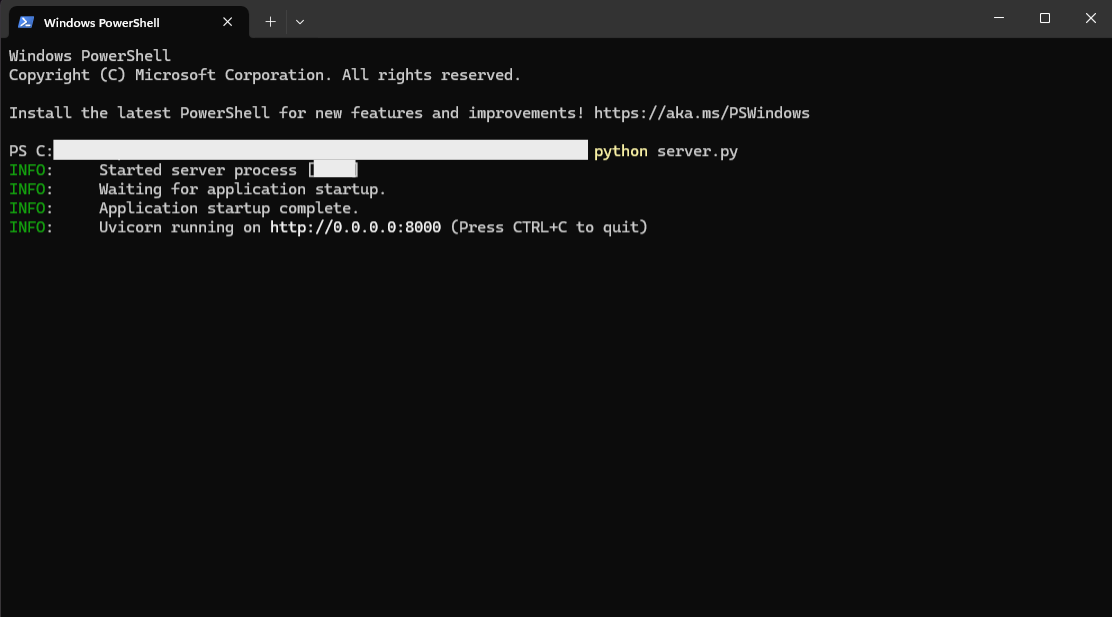 Windows PowerShell
Windows PowerShell
Copyright (C) Microsoft Corporation. All rights reserved.
Install the latest PowerShell for new features and improvements! https://aka.ms/PSWindows
PS C: python server.py
INFO:     Started server process [ ]
INFO:     Waiting for application startup.
INFO:     Application startup complete.
INFO:     Uvicorn running on http://0.0.0.0:8000 (Press CTRL+C to quit)